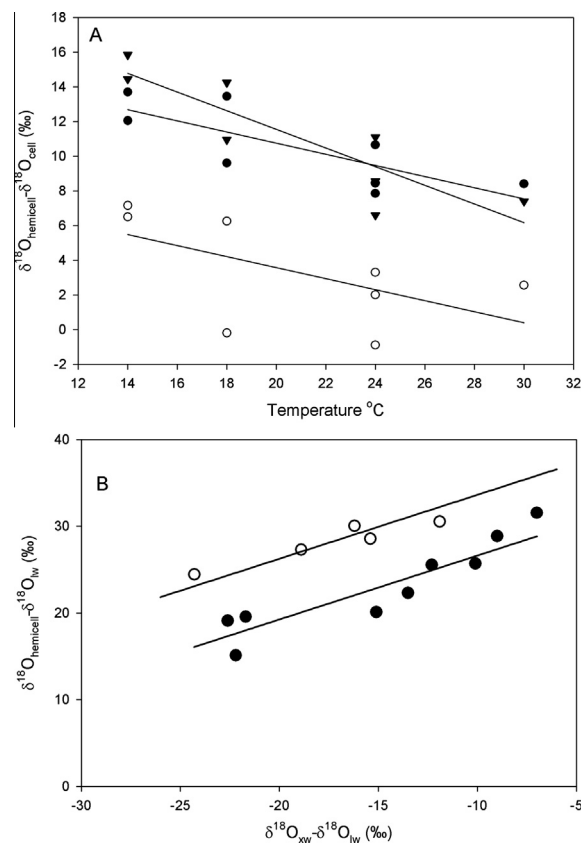 A
18
16
14
12
10
8
6
4
2
0
-2
δ18Ohemicell-δ18Ocell (‰)
12 14 16 18 20 22 24 26 28 30 32
Temperature oC
B
40
30
20
10
0
δ18Ohemicell-δ18Olw (‰)
-30 -25 -20 -15 -10 -5
δ18Oxw-δ18Olw (‰)